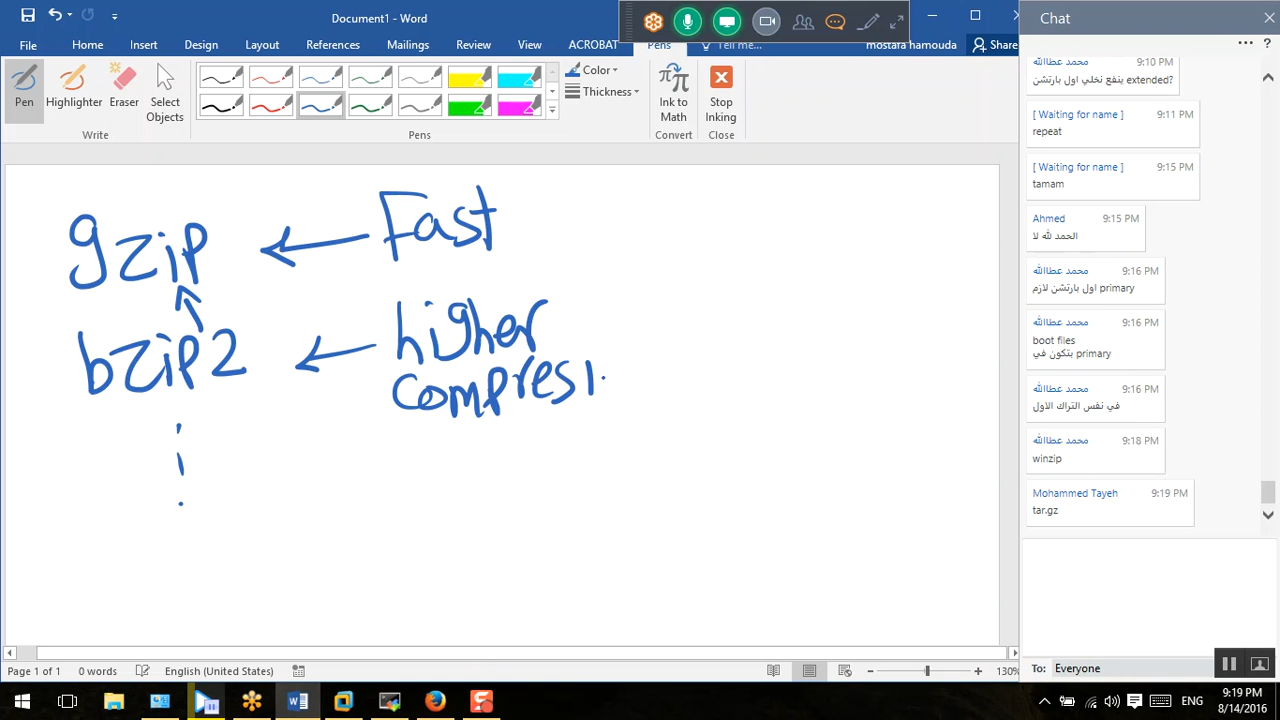 Document1 - Word
File Home Insert Design Layout References Mailings Review View ACROBAT Pens Tell me... mostafa hamouda Share
Pen Highlighter Eraser Select Objects
Color
Thickness
Ink to Math
Stop Inking
Write Pens Convert Close
gzip ← Fast
bzip2 ← higher
compresi
Page 1 of 1 0 words English (United States) 130%
Chat
... ?
محمد عطاالله 9:10 PM
ينفع نخلي اول بارتشن extended?
[ Waiting for name ] 9:11 PM
repeat
[ Waiting for name ] 9:15 PM
tamam
Ahmed 9:15 PM
الحمد لله لا
محمد عطاالله 9:16 PM
اول بارتشن لازم primary
محمد عطاالله 9:16 PM
boot files
بتكون في primary
محمد عطاالله 9:16 PM
في نفس التراك الاول
محمد عطاالله 9:18 PM
winzip
Mohammed Tayeh 9:19 PM
tar.gz
To: Everyone
ENG 9:19 PM
8/14/2016